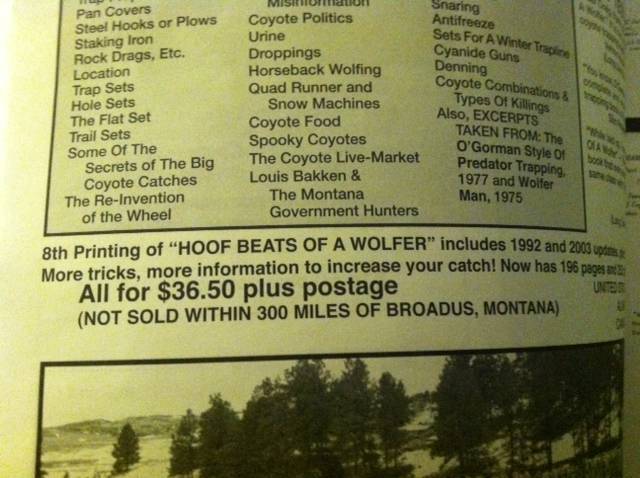 Pan Covers
Steel Hooks or Plows
Staking Iron
Rock Drags, Etc.
Location
Trap Sets
Hole Sets
The Flat Set
Trail Sets
Some Of The
Secrets of The Big
Coyote Catches
The Re-Invention
of the Wheel
Misinformation
Coyote Politics
Urine
Droppings
Horseback Wolfing
Quad Runner and
Snow Machines
Coyote Food
Spooky Coyotes
The Coyote Live-Market
Louis Bakken &
The Montana
Government Hunters
Snaring
Antifreeze
Sets For A Winter Trapline
Cyanide Guns
Denning
Coyote Combinations &
Types Of Killings
Also, EXCERPTS
TAKEN FROM: The
O'Gorman Style Of
Predator Trapping,
1977 and Wolfer
Man, 1975
8th Printing of "HOOF BEATS OF A WOLFER" includes 1992 and 2003 updates
More tricks, more information to increase your catch! Now has 196 pages and
All for $36.50 plus postage
(NOT SOLD WITHIN 300 MILES OF BROADUS, MONTANA)